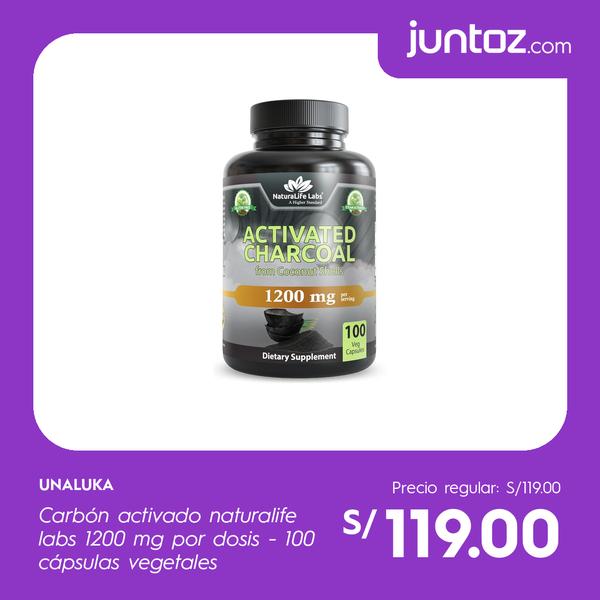 juntoz.com
NaturaLife Labs®
A Higher Standard
ACTIVATED
CHARCOAL
from Coconut Shells
1200 mg per
serving
100
Veg
Capsules
Dietary Supplement
UNALUKA
Carbón activado naturalife
labs 1200 mg por dosis - 100
cápsulas vegetales
Precio regular: S/119.00
S/ 119.00